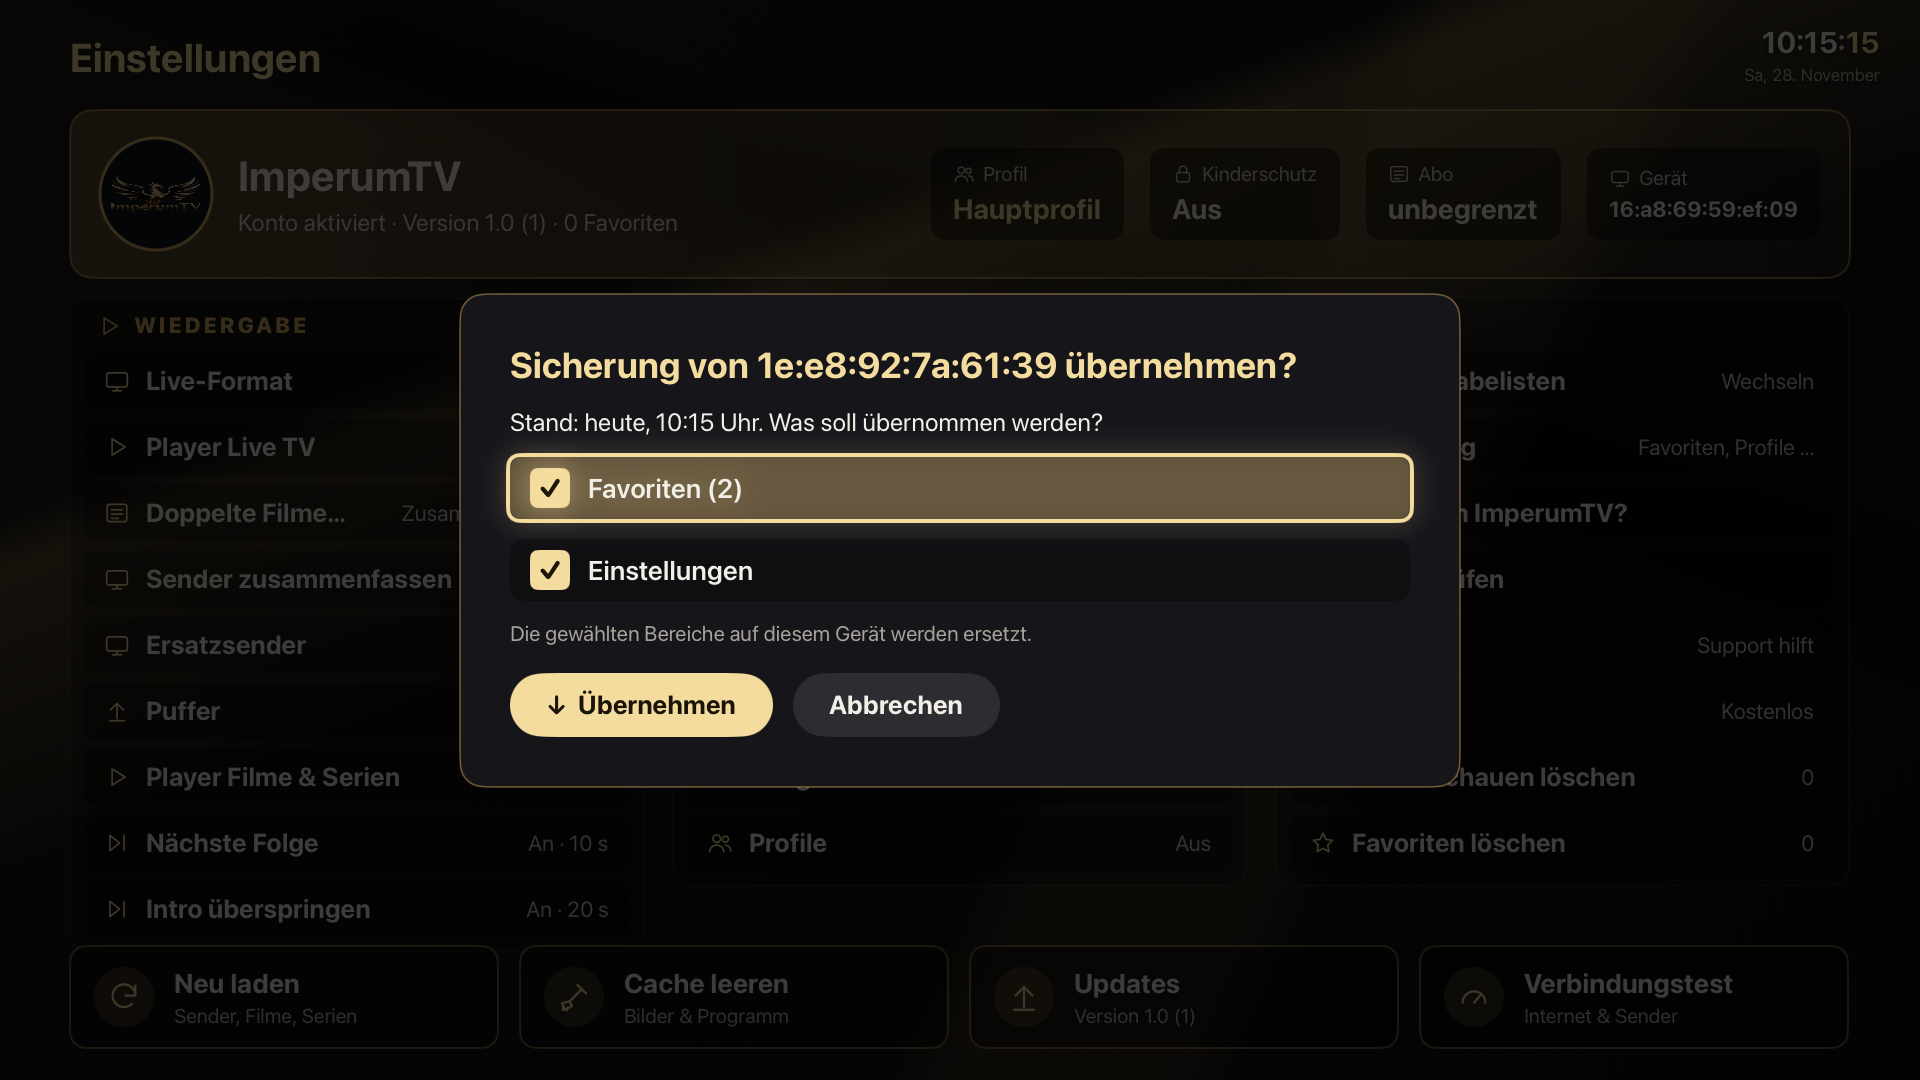 Einstellungen
10:15:15
Sa, 28. November
ImperumTV
ImperumTV
Konto aktiviert · Version 1.0 (1) · 0 Favoriten
Profil
Hauptprofil
Kinderschutz
Aus
Abo
unbegrenzt
Gerät
16:a8:69:59:ef:09
WIEDERGABE
Live-Format
Player Live TV
Doppelte Filme... Zusam
Sender zusammenfassen
Ersatzsender
Puffer
Player Filme & Serien
Nächste Folge An · 10 s
Intro überspringen An · 20 s
Sicherung von 1e:e8:92:7a:61:39 übernehmen?
Stand: heute, 10:15 Uhr. Was soll übernommen werden?
Favoriten (2)
Einstellungen
Die gewählten Bereiche auf diesem Gerät werden ersetzt.
Übernehmen
Abbrechen
Profile Aus
abelisten Wechseln
g Favoriten, Profile ...
n ImperumTV?
üfen
Support hilft
Kostenlos
chauen löschen 0
Favoriten löschen 0
Neu laden
Sender, Filme, Serien
Cache leeren
Bilder & Programm
Updates
Version 1.0 (1)
Verbindungstest
Internet & Sender